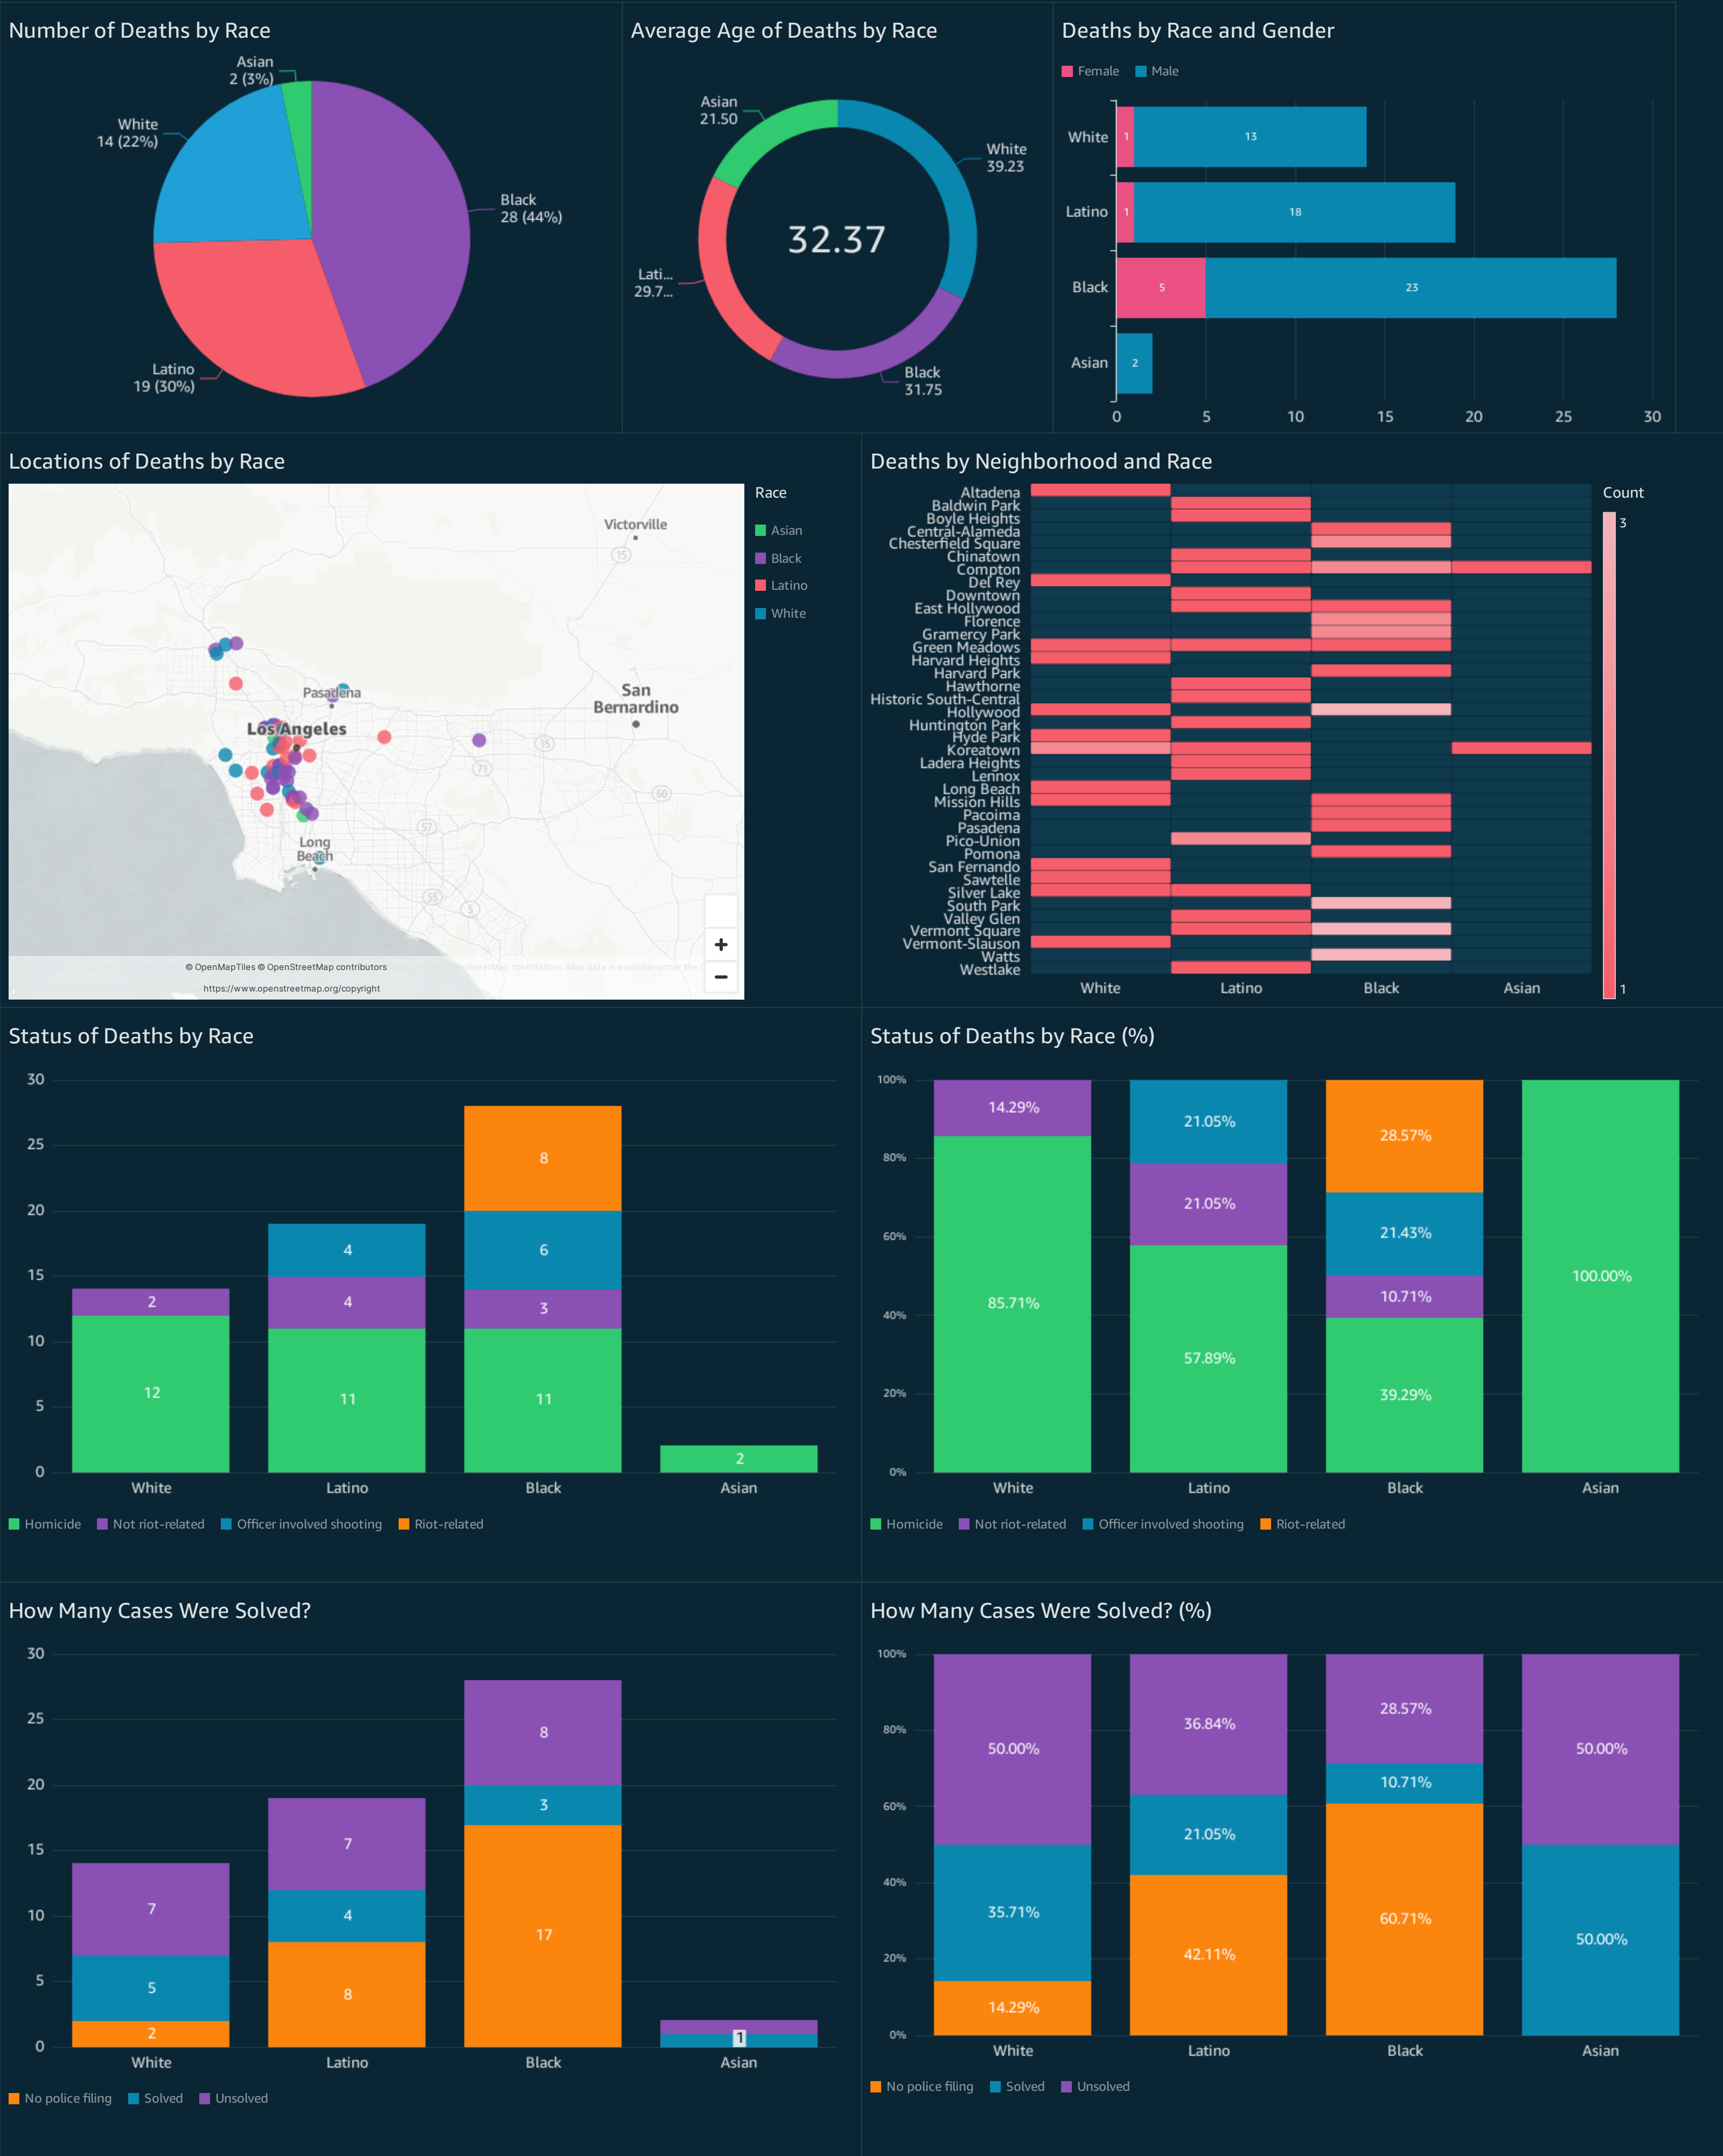 Number of Deaths by Race
Asian
2 (3%)
White
14 (22%)
Black
28 (44%)
Latino
19 (30%)
Average Age of Deaths by Race
Asian
21.50
White
39.23
32.37
Lati...
29.7...
Black
31.75
Deaths by Race and Gender
Female Male
White 1 13
Latino 1 18
Black 5 23
Asian 2
0 5 10 15 20 25 30
Locations of Deaths by Race
Victorville
15
Pasadena
San
Bernardino
Los Angeles
15
71
60
57
Long
Beach
55
5
+
−
© OpenMapTiles © OpenStreetMap contributors
https://www.openstreetmap.org/copyright
Race
Asian
Black
Latino
White
Deaths by Neighborhood and Race
Altadena
Baldwin Park
Boyle Heights
Central-Alameda
Chesterfield Square
Chinatown
Compton
Del Rey
Downtown
East Hollywood
Florence
Gramercy Park
Green Meadows
Harvard Heights
Harvard Park
Hawthorne
Historic South-Central
Hollywood
Huntington Park
Hyde Park
Koreatown
Ladera Heights
Lennox
Long Beach
Mission Hills
Pacoima
Pasadena
Pico-Union
Pomona
San Fernando
Sawtelle
Silver Lake
South Park
Valley Glen
Vermont Square
Vermont-Slauson
Watts
Westlake
White Latino Black Asian
Count
3
1
Status of Deaths by Race
30
25
20
15
10
5
0
2
12
4
4
11
8
6
3
11
2
White Latino Black Asian
Homicide Not riot-related Officer involved shooting Riot-related
Status of Deaths by Race (%)
100%
80%
60%
40%
20%
0%
14.29%
85.71%
21.05%
21.05%
57.89%
28.57%
21.43%
10.71%
39.29%
100.00%
White Latino Black Asian
Homicide Not riot-related Officer involved shooting Riot-related
How Many Cases Were Solved?
30
25
20
15
10
5
0
7
5
2
7
4
8
8
3
17
1
White Latino Black Asian
No police filing Solved Unsolved
How Many Cases Were Solved? (%)
100%
80%
60%
40%
20%
0%
50.00%
35.71%
14.29%
36.84%
21.05%
42.11%
28.57%
10.71%
60.71%
50.00%
50.00%
White Latino Black Asian
No police filing Solved Unsolved